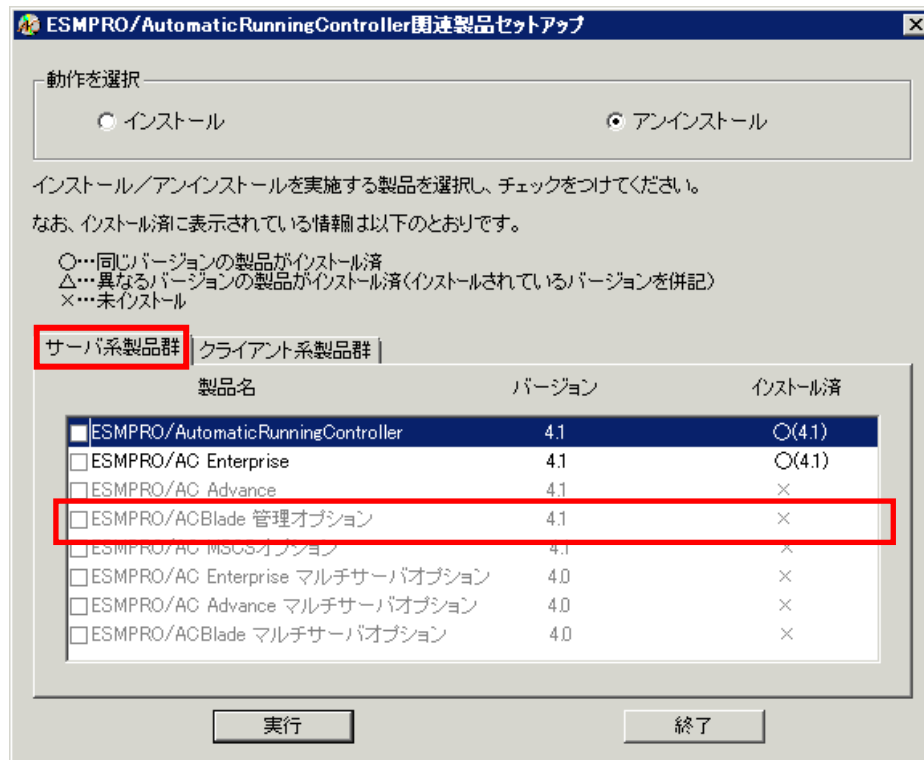 ESMPRO/AutomaticRunningController関連製品セットアップ
動作を選択
インストール アンインストール
インストール/アンインストールを実施する製品を選択し、チェックをつけてください。
なお、インストール済に表示されている情報は以下のとおりです。
○…同じバージョンの製品がインストール済
△…異なるバージョンの製品がインストール済(インストールされているバージョンを併記)
×…未インストール
サーバ系製品群 クライアント系製品群
製品名 バージョン インストール済
ESMPRO/AutomaticRunningController 4.1 ○(4.1)
ESMPRO/AC Enterprise 4.1 ○(4.1)
ESMPRO/AC Advance 4.1 ×
ESMPRO/ACBlade 管理オプション 4.1 ×
ESMPRO/AC MSCSオプション 4.1 ×
ESMPRO/AC Enterprise マルチサーバオプション 4.0 ×
ESMPRO/AC Advance マルチサーバオプション 4.0 ×
ESMPRO/ACBlade マルチサーバオプション 4.0 ×
実行 終了